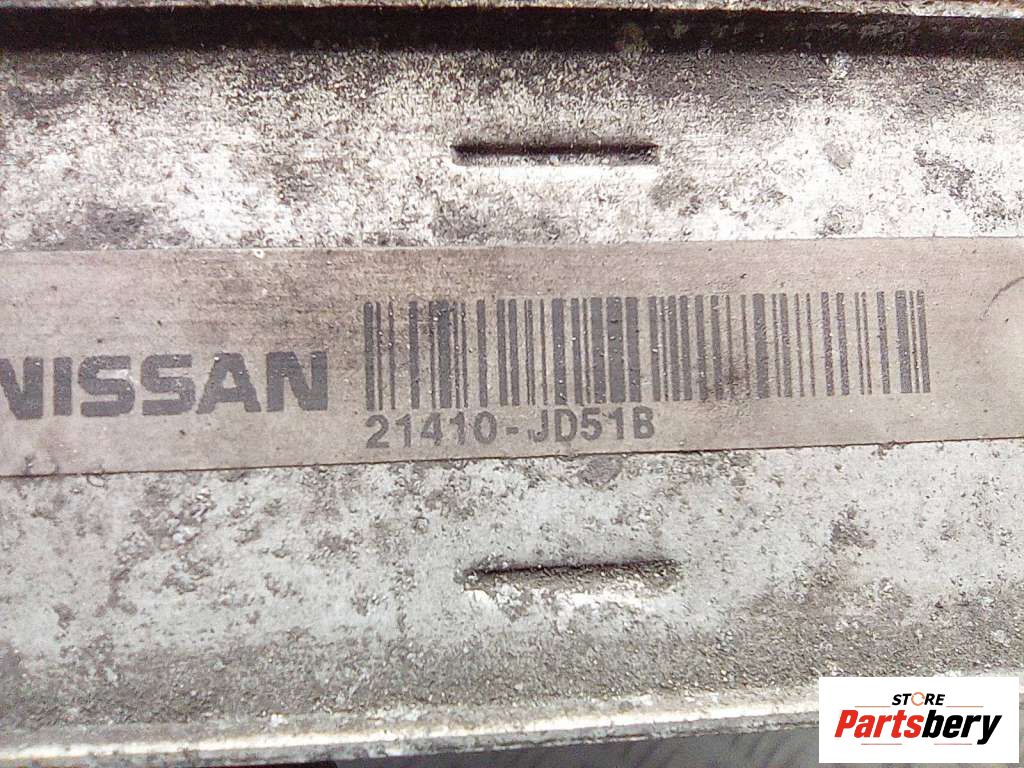 NISSAN
21410-JD51B
STORE
Partsbery